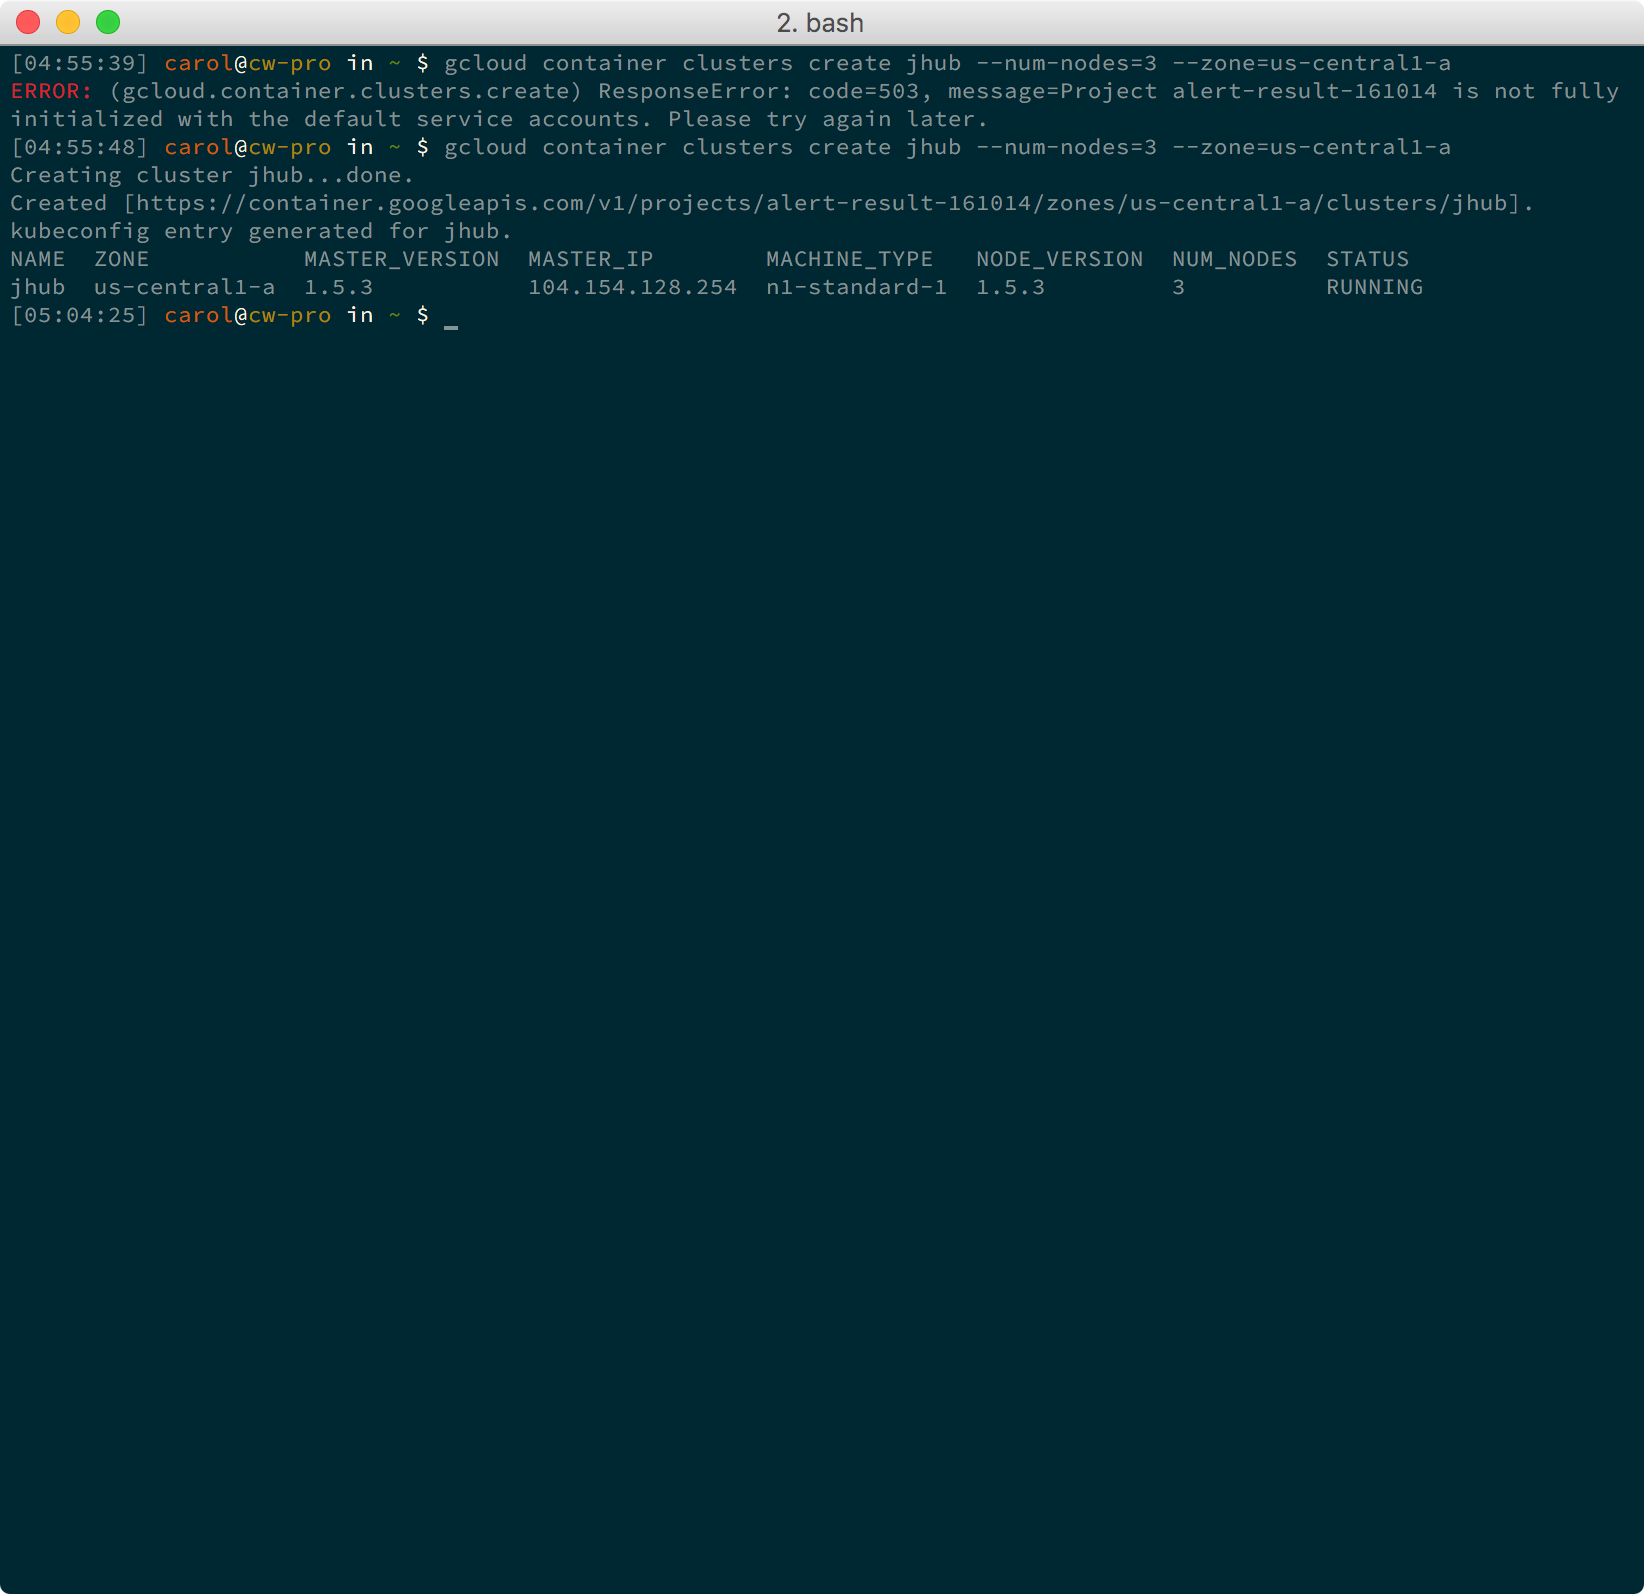 2. bash
[04:55:39] carol@cw-pro in ~ $ gcloud container clusters create jhub --num-nodes=3 --zone=us-central1-a
ERROR: (gcloud.container.clusters.create) ResponseError: code=503, message=Project alert-result-161014 is not fully
initialized with the default service accounts. Please try again later.
[04:55:48] carol@cw-pro in ~ $ gcloud container clusters create jhub --num-nodes=3 --zone=us-central1-a
Creating cluster jhub...done.
Created [https://container.googleapis.com/v1/projects/alert-result-161014/zones/us-central1-a/clusters/jhub].
kubeconfig entry generated for jhub.
NAME  ZONE           MASTER_VERSION  MASTER_IP        MACHINE_TYPE   NODE_VERSION  NUM_NODES  STATUS
jhub  us-central1-a  1.5.3           104.154.128.254  n1-standard-1  1.5.3         3          RUNNING
[05:04:25] carol@cw-pro in ~ $ _